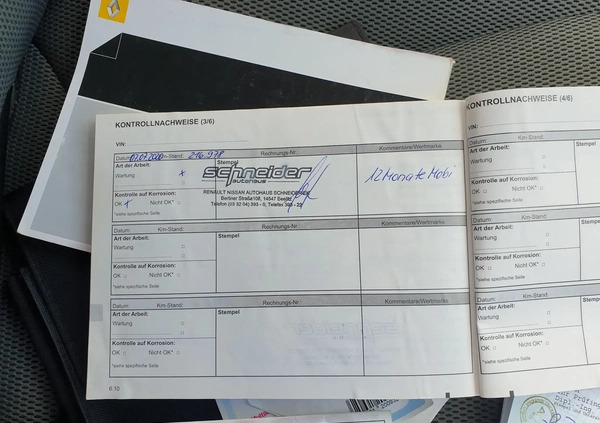 KONTROLLNACHWEISE (3/6)
VIN:
Datum: Km-Stand: 216.978 Rechnungs-Nr.: Kommentare/Wertmarke
Art der Arbeit:
Wartung x
Stempel
Schneider
autohaus
RENAULT NISSAN AUTOHAUS SCHNEIDER
Berliner Straße108, 14547 Beelitz
12 Monate Mobi
Kontrolle auf Korrosion:
OK x Nicht OK*
*siehe spezifische Seite
Datum: Km-Stand: Rechnungs-Nr.: Kommentare/Wertmarke
Art der Arbeit:
Wartung
Stempel
Kontrolle auf Korrosion:
OK Nicht OK*
*siehe spezifische Seite
Datum: Km-Stand: Rechnungs-Nr.: Kommentare/Wertmarke
Art der Arbeit:
Wartung
Stempel
Kontrolle auf Korrosion:
OK Nicht OK*
*siehe spezifische Seite
6.10
KONTROLLNACHWEISE (4/6)
VIN:
Datum: Km-Stand:
Art der Arbeit:
Wartung
Kontrolle auf Korrosion:
OK Nicht OK*
*siehe spezifische Seite
Datum: Km-Stand:
Art der Arbeit:
Wartung
Kontrolle auf Korrosion:
OK Nicht OK*
*siehe spezifische Seite
Datum: Km-Stand:
Art der Arbeit:
Wartung
Kontrolle auf Korrosion:
OK Nicht OK*
*siehe spezifische Seite
Dipl.-Ing.